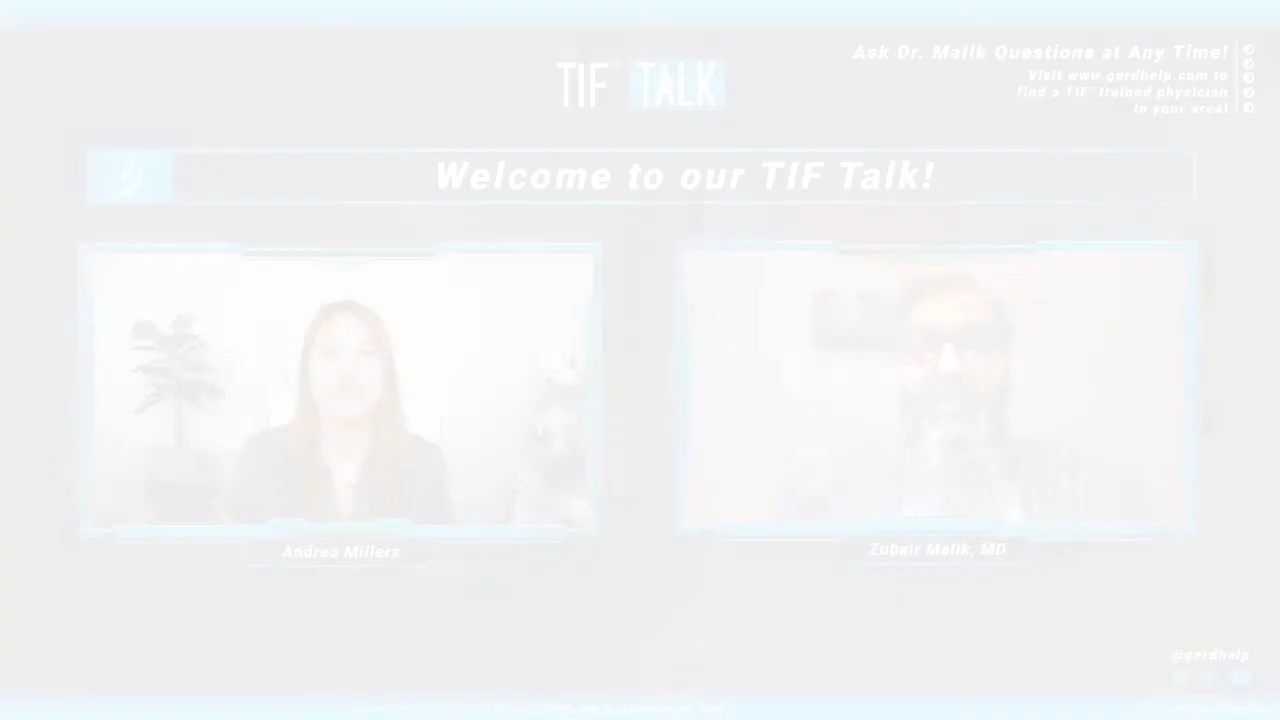 Ask Dr. Malik Questions at Any Time!
Visit www.gerdhelp.com to
find a TIF® trained physician
in your area!
TIF® TALK
Welcome to our TIF Talk!
Andrea Millers
Zubair Malik, MD
@gerdhelp